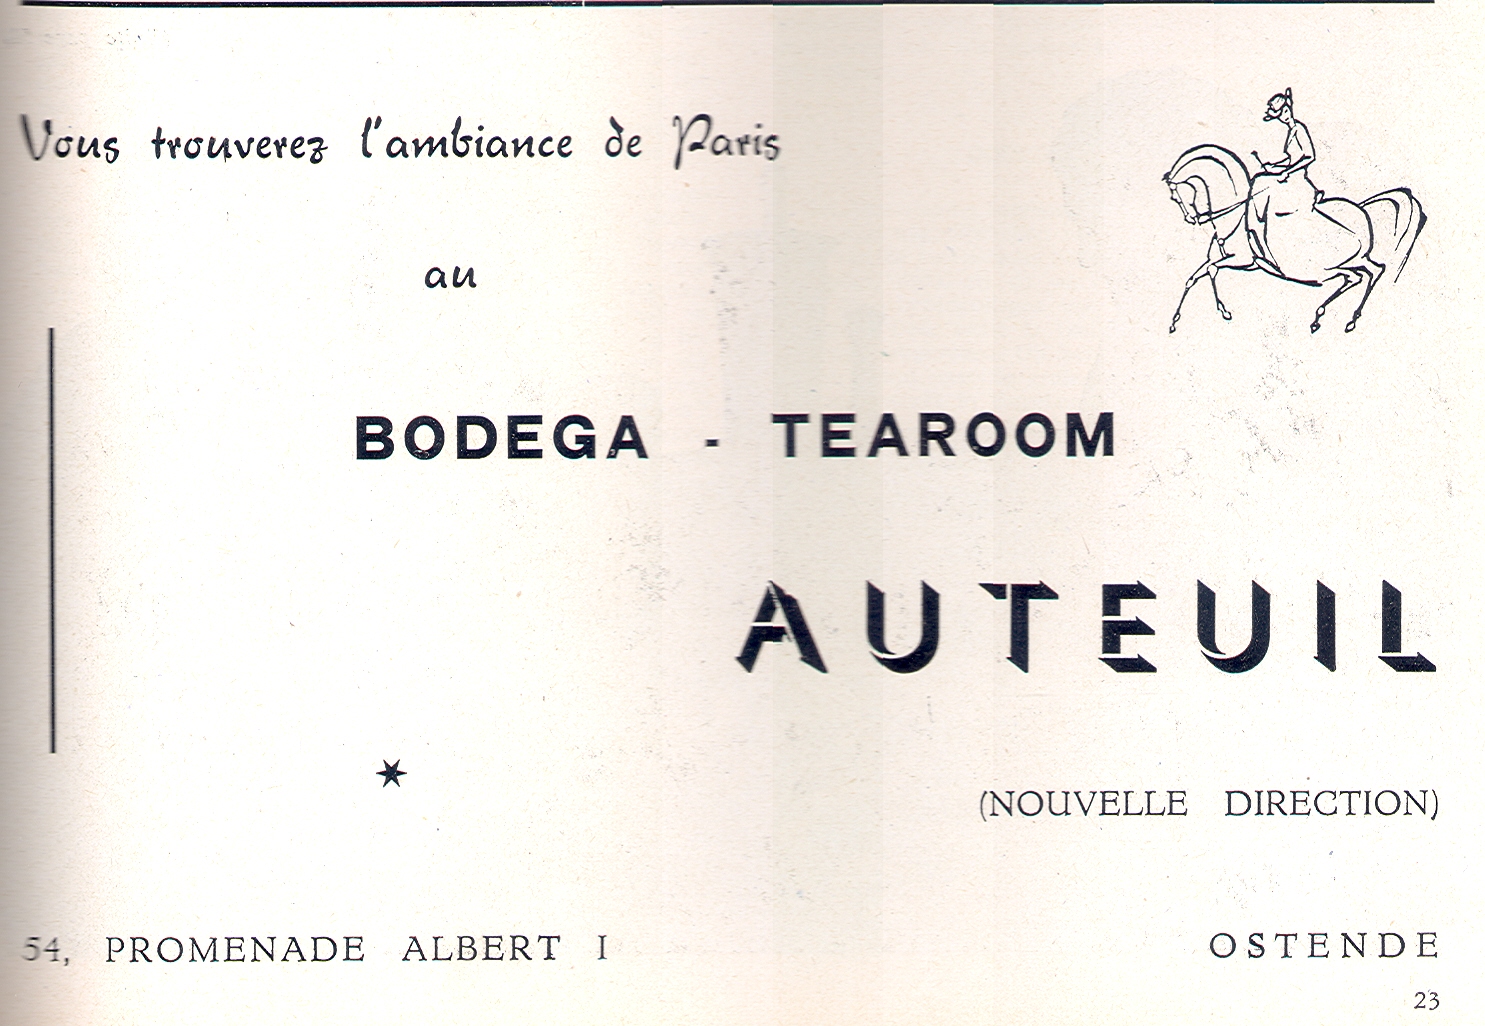 Vous trouverez l'ambiance de Paris
au
BODEGA - TEAROOM
AUTEUIL
(NOUVELLE DIRECTION)
54, PROMENADE ALBERT I OSTENDE
23